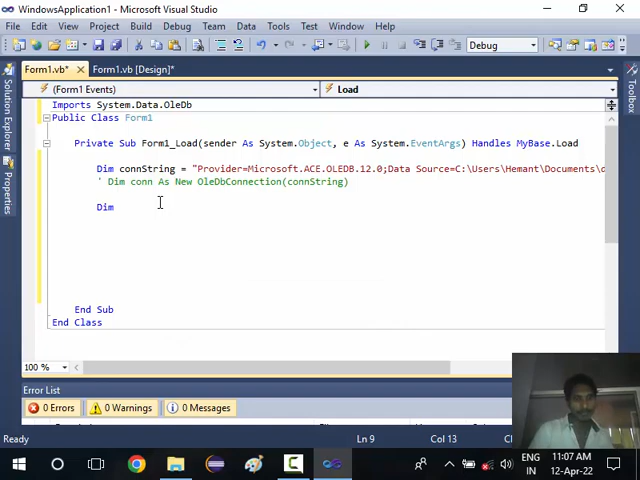 WindowsApplication1 - Microsoft Visual Studio
File Edit View Project Build Debug Team Data Tools Test Window Help
Debug
Form1.vb* Form1.vb [Design]*
(Form1 Events) Load
Imports System.Data.OleDb
Public Class Form1
Private Sub Form1_Load(sender As System.Object, e As System.EventArgs) Handles MyBase.Load
Dim connString = "Provider=Microsoft.ACE.OLEDB.12.0;Data Source=C:\Users\Hemant\Documents\d
' Dim conn As New OleDbConnection(connString)
Dim
End Sub
End Class
100 %
Error List
0 Errors 0 Warnings 0 Messages
Ready Ln 9 Col 13
ENG 11:07 AM
IN 12-Apr-22
Solution Explorer
Properties
Toolbox